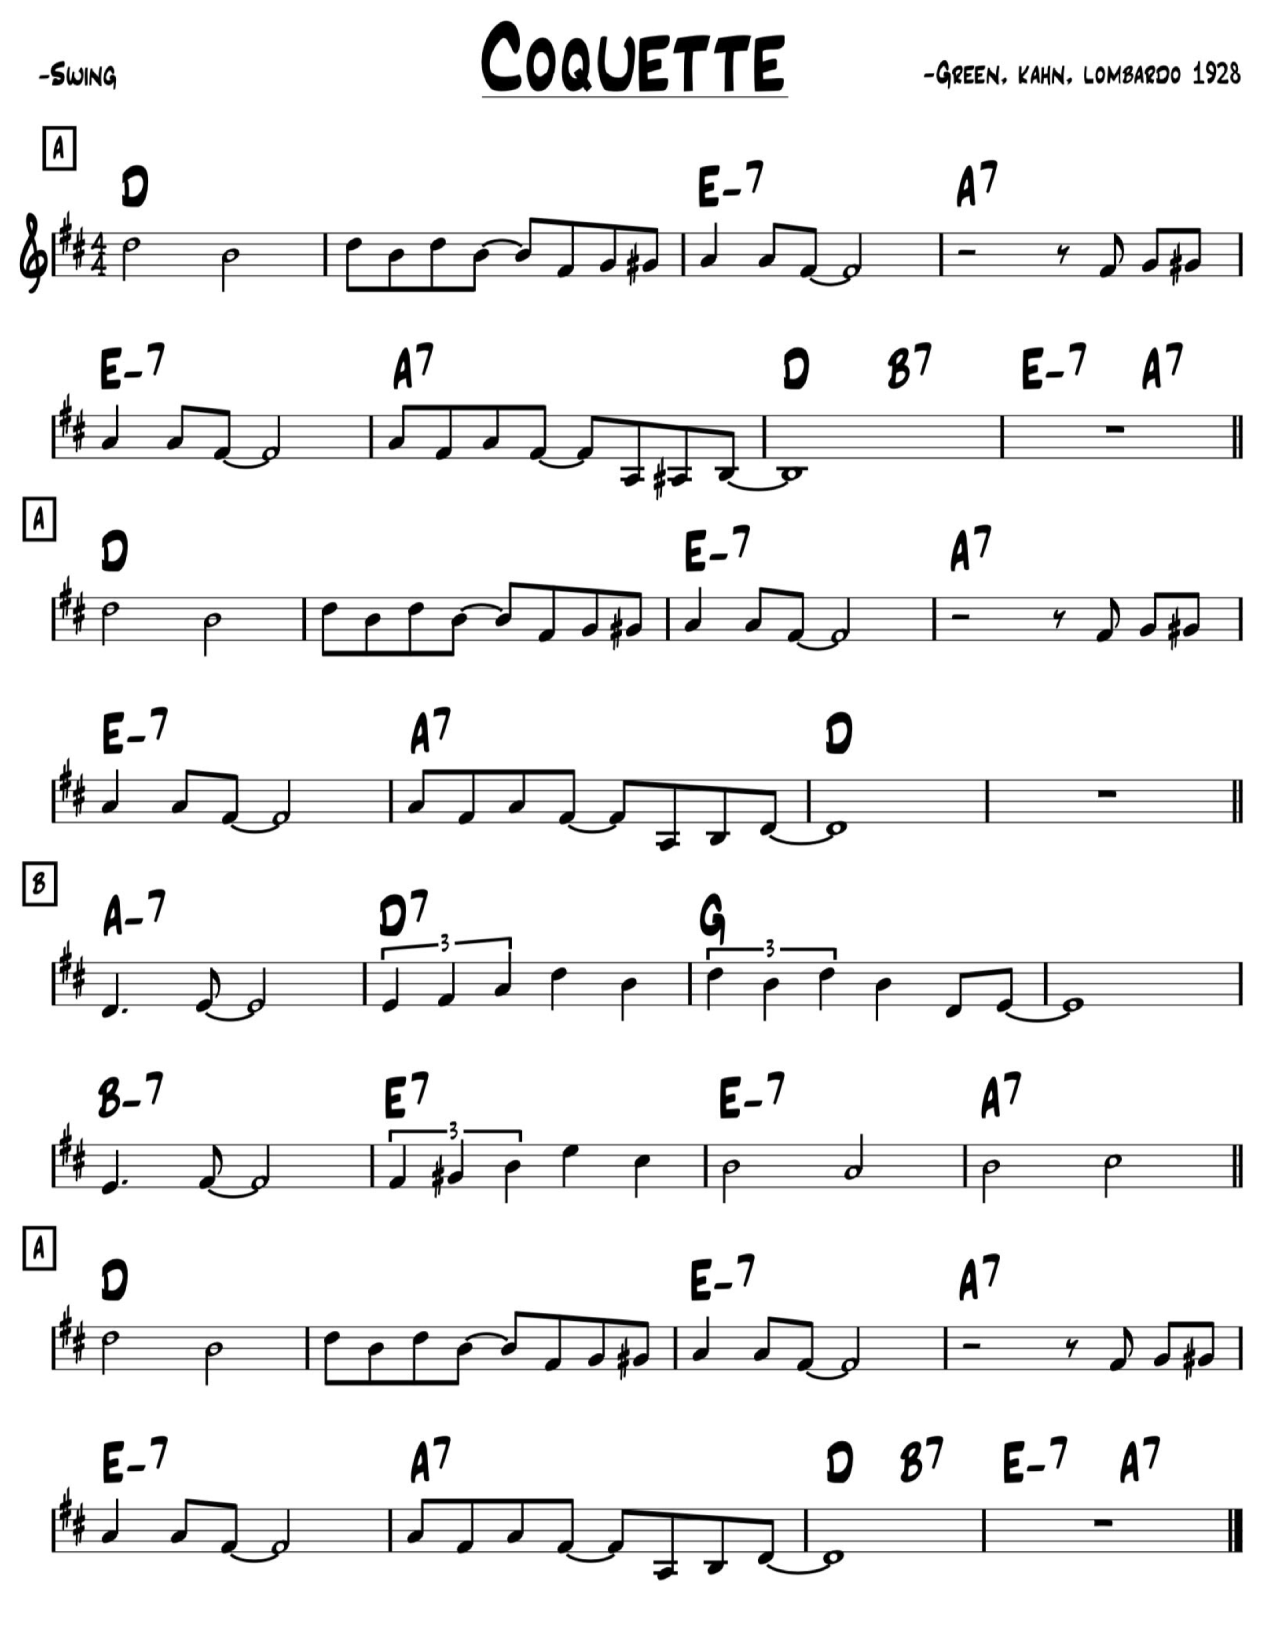 COQUETTE
-SWING
-GREEN, KAHN, LOMBARDO 1928
A
D E-7 A7
4
4
E-7 A7 D B7 E-7 A7
A
D E-7 A7
E-7 A7 D
B
A-7 D7 G
3 3
B-7 E7 E-7 A7
3
A
D E-7 A7
E-7 A7 D B7 E-7 A7